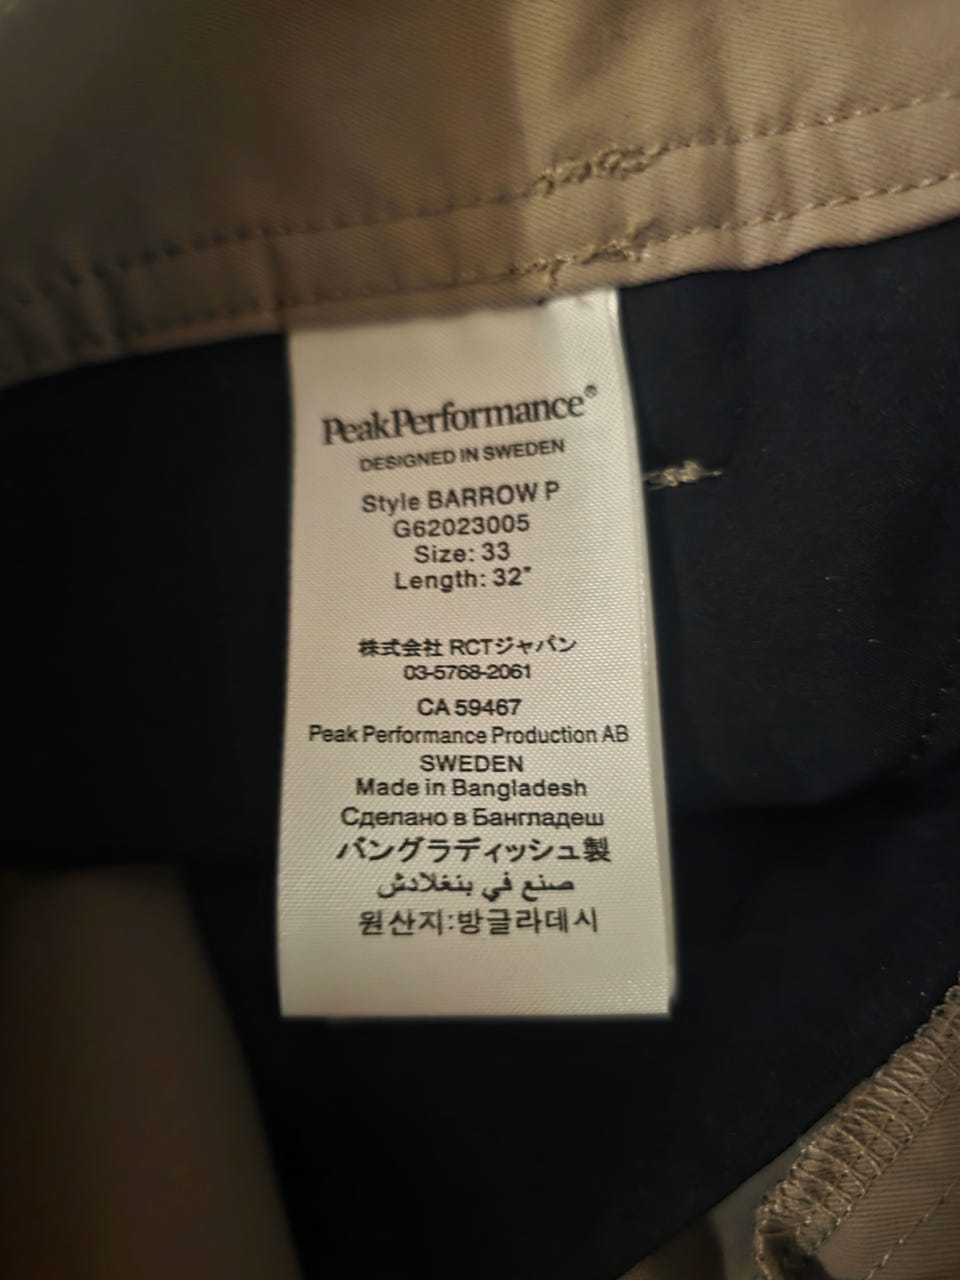 PeakPerformance®
DESIGNED IN SWEDEN
Style BARROW P
G62023005
Size: 33
Length: 32"
株式会社 RCTジャパン
03-5768-2061
CA 59467
Peak Performance Production AB
SWEDEN
Made in Bangladesh
Сделано в Бангладеш
バングラディッシュ製
صنع في بنغلادش
원산지:방글라데시